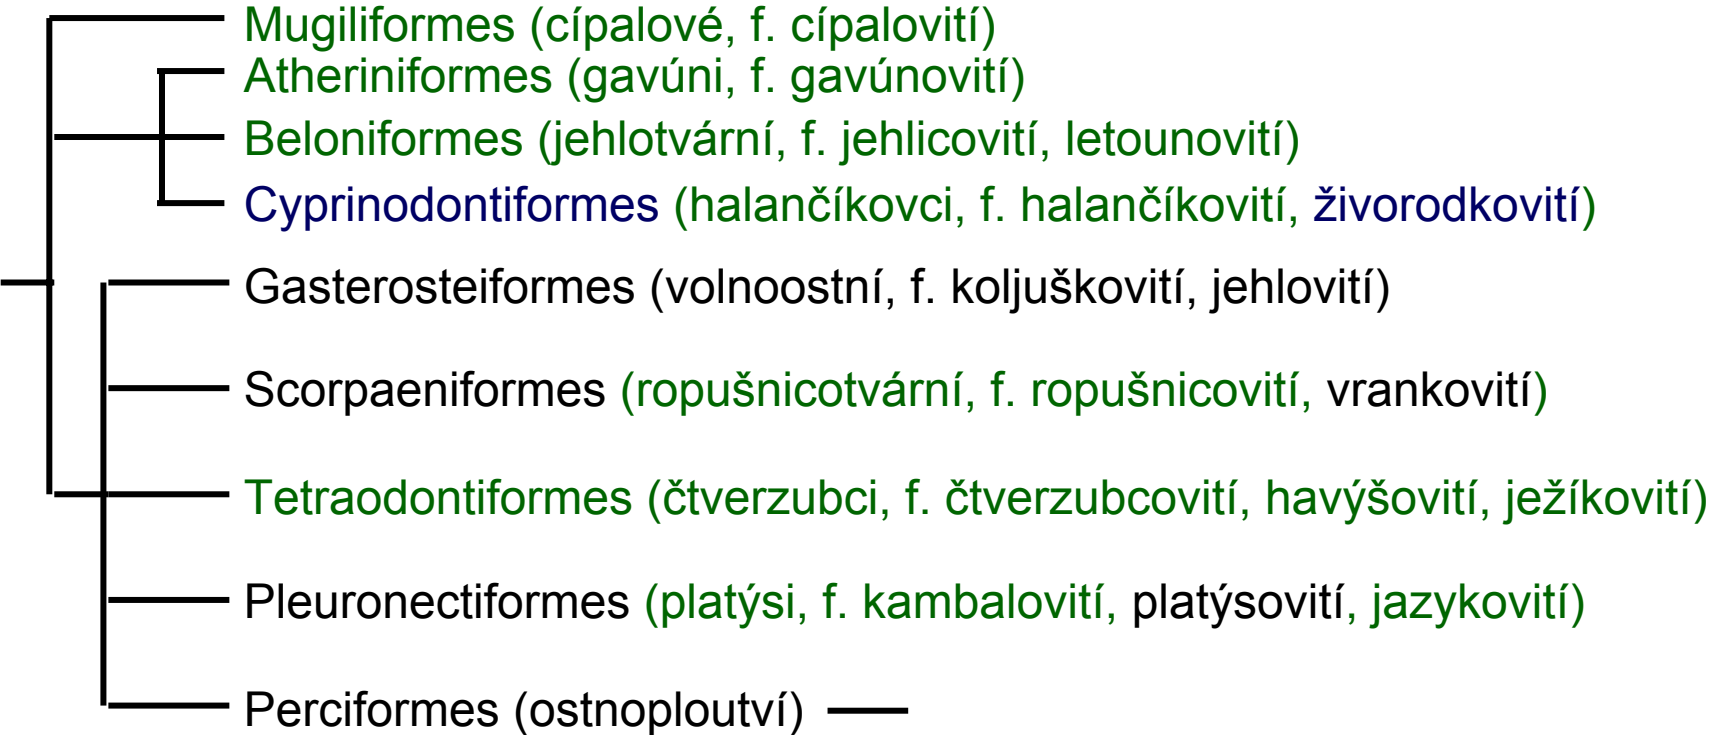 Mugiliformes (cípalové, f. cípalovití)
Atheriniformes (gavúni, f. gavúnovití)
Beloniformes (jehlotvární, f. jehlicovití, letounovití)
Cyprinodontiformes (halančíkovci, f. halančíkovití, živorodkovití)
Gasterosteiformes (volnoostní, f. koljuškovití, jehlovití)
Scorpaeniformes (ropušnicotvární, f. ropušnicovití, vrankovití)
Tetraodontiformes (čtverzubci, f. čtverzubcovití, havýšovití, ježíkovití)
Pleuronectiformes (platýsi, f. kambalovití, platýsovití, jazykovití)
Perciformes (ostnoploutví)